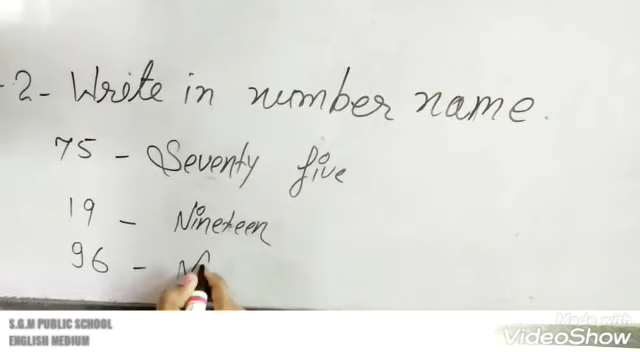 2- Write in number name.
75 - Seventy five
19 - Nineteen
96 - N
S.G.N PUBLIC SCHOOL
ENGLISH MEDIUM
Made with
VideoShow